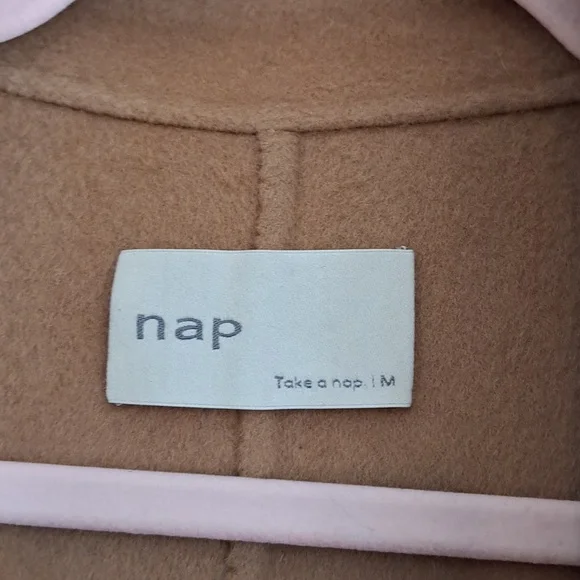 nap
Take a nap. | M